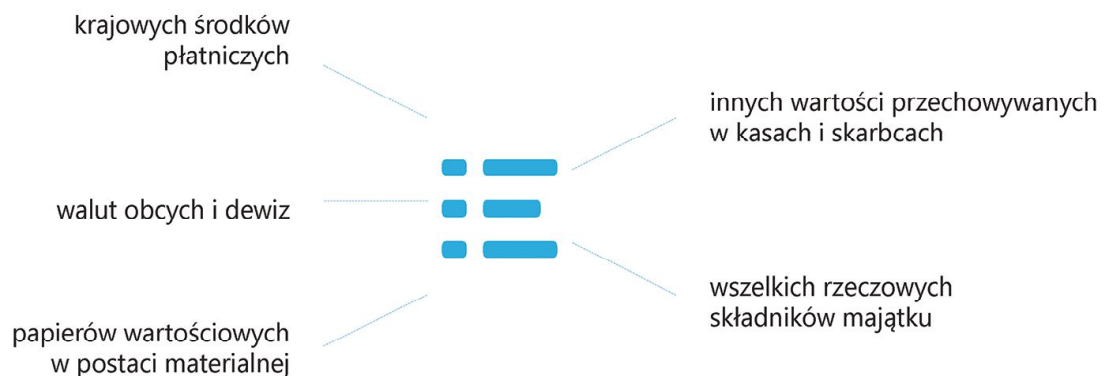 krajowych środków
płatniczych
walut obcych i dewiz
papierów wartościowych
w postaci materialnej
innych wartości przechowywanych
w kasach i skarbcach
wszelkich rzeczowych
składników majątku